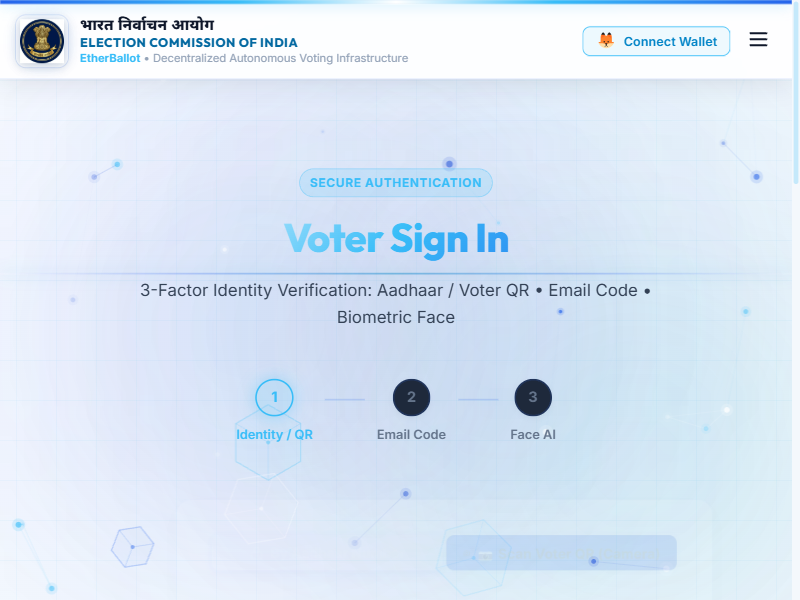 भारत निर्वाचन आयोग
ELECTION COMMISSION OF INDIA
EtherBallot • Decentralized Autonomous Voting Infrastructure
Connect Wallet
SECURE AUTHENTICATION
Voter Sign In
3-Factor Identity Verification: Aadhaar / Voter QR • Email Code •
Biometric Face
1
2
3
Identity / QR
Email Code
Face AI